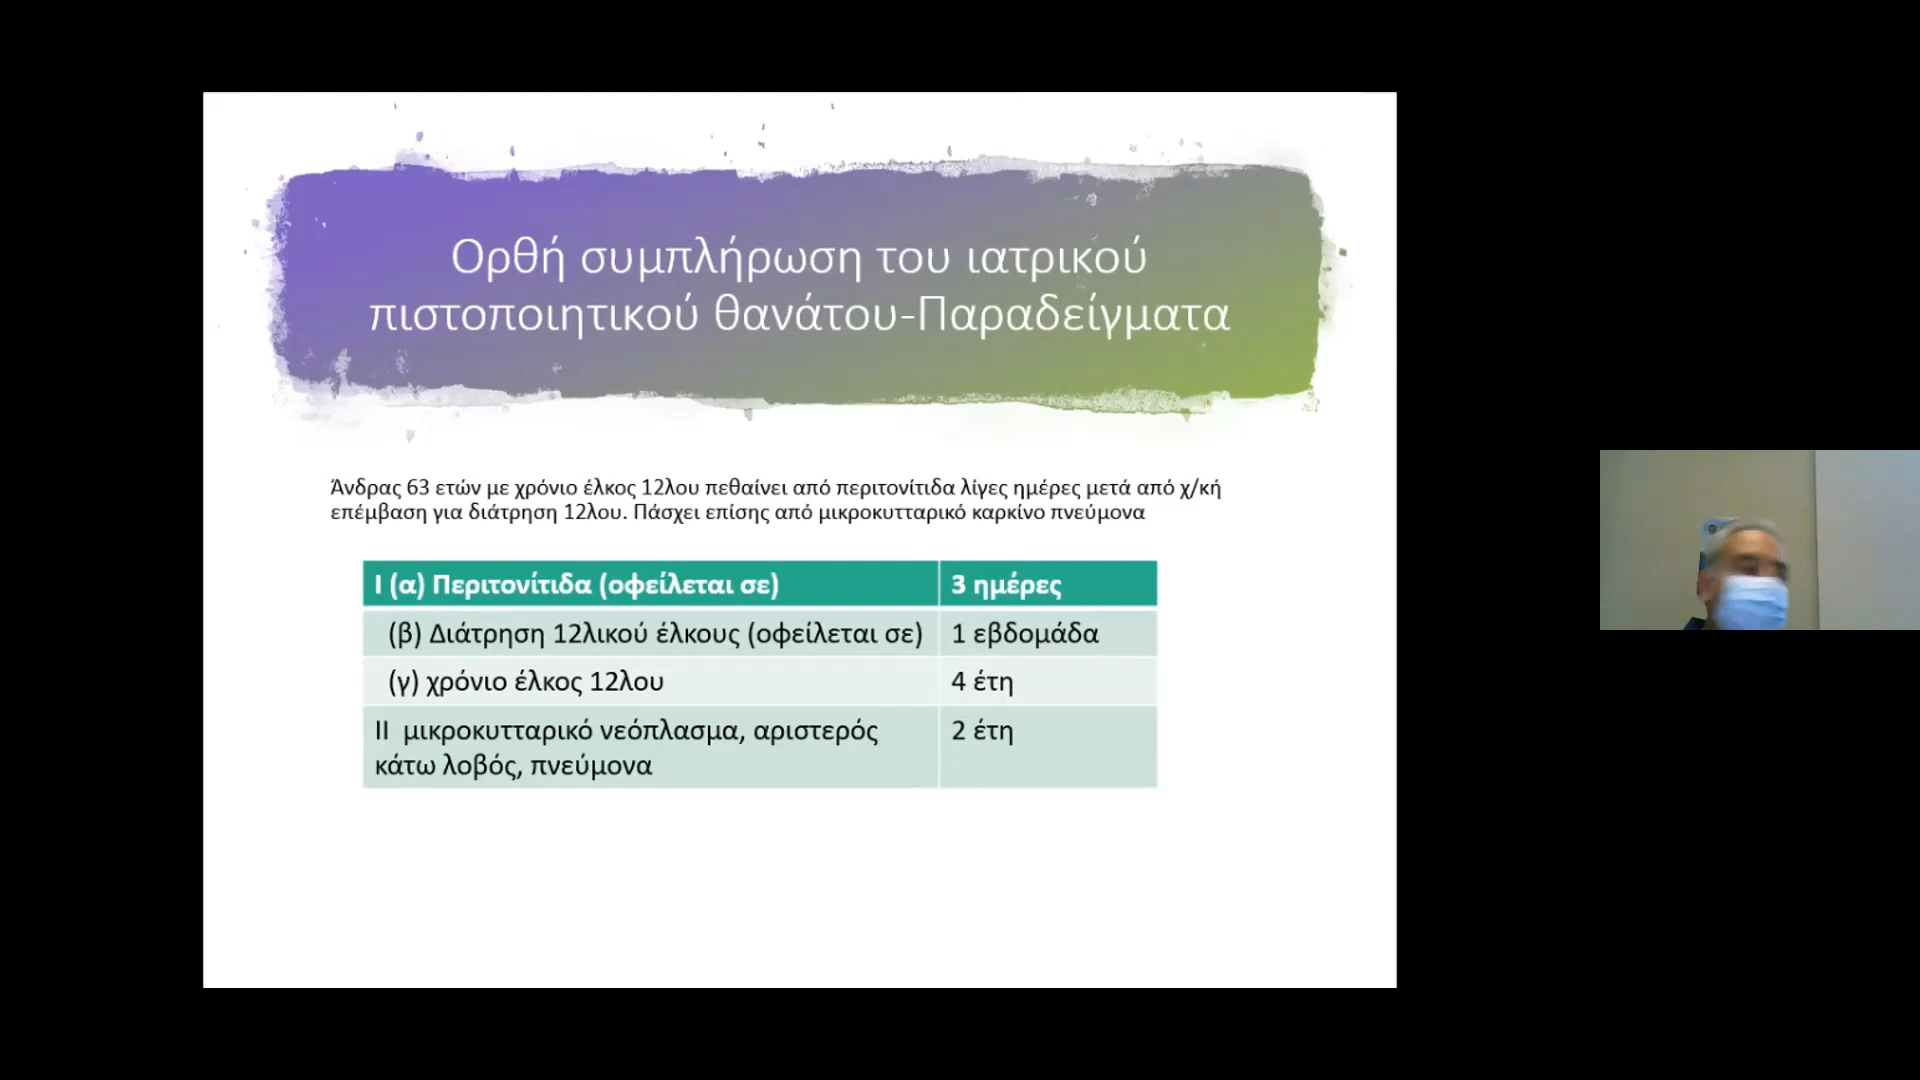 Ορθή συμπλήρωση του ιατρικού
πιστοποιητικού θανάτου-Παραδείγματα
Άνδρας 63 ετών με χρόνιο έλκος 12λου πεθαίνει από περιτονίτιδα λίγες ημέρες μετά από χ/κή
επέμβαση για διάτρηση 12λου. Πάσχει επίσης από μικροκυτταρικό καρκίνο πνεύμονα
Ι (α) Περιτονίτιδα (οφείλεται σε) 3 ημέρες
(β) Διάτρηση 12λικού έλκους (οφείλεται σε) 1 εβδομάδα
(γ) χρόνιο έλκος 12λου 4 έτη
ΙΙ μικροκυτταρικό νεόπλασμα, αριστερός 2 έτη
κάτω λοβός, πνεύμονα